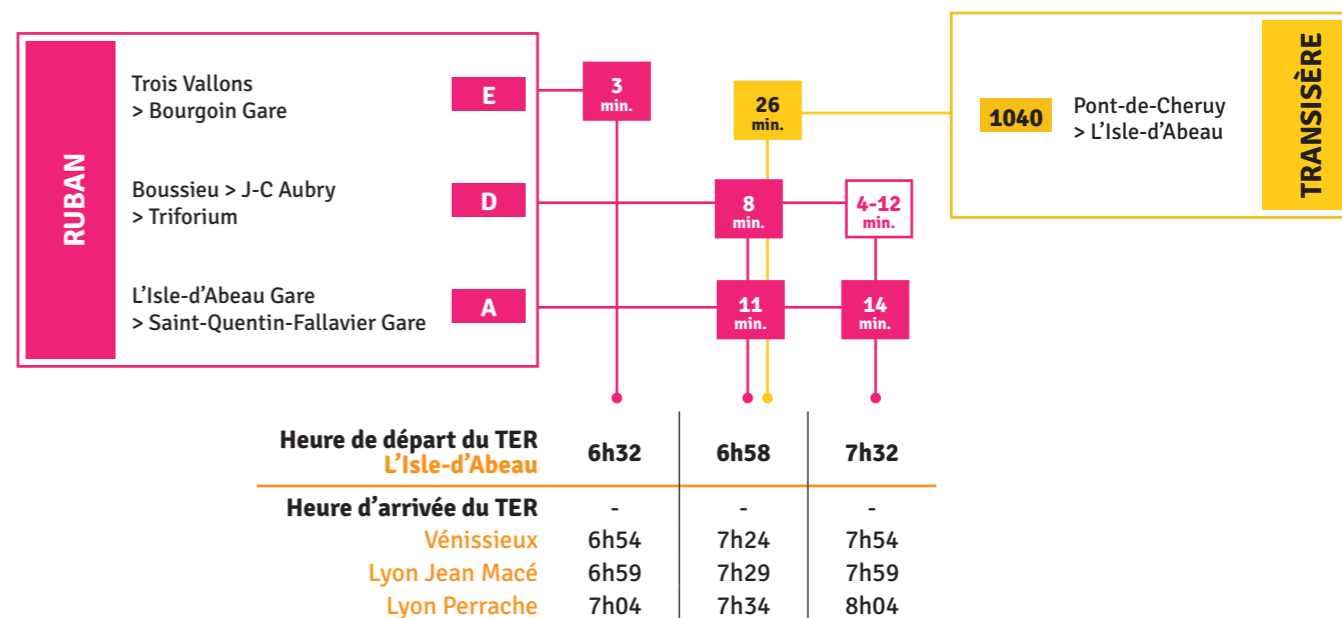 RUBAN
Trois Vallons
> Bourgoin Gare
E
3
min.
Boussieu > J-C Aubry
> Triforium
D
8
min.
4-12
min.
L'Isle-d'Abeau Gare
> Saint-Quentin-Fallavier Gare
A
11
min.
14
min.
26
min.
1040
Pont-de-Cheruy
> L'Isle-d'Abeau
TRANSISÈRE
Heure de départ du TER
L'Isle-d'Abeau
6h32 6h58 7h32
Heure d'arrivée du TER - - -
Vénissieux 6h54 7h24 7h54
Lyon Jean Macé 6h59 7h29 7h59
Lyon Perrache 7h04 7h34 8h04